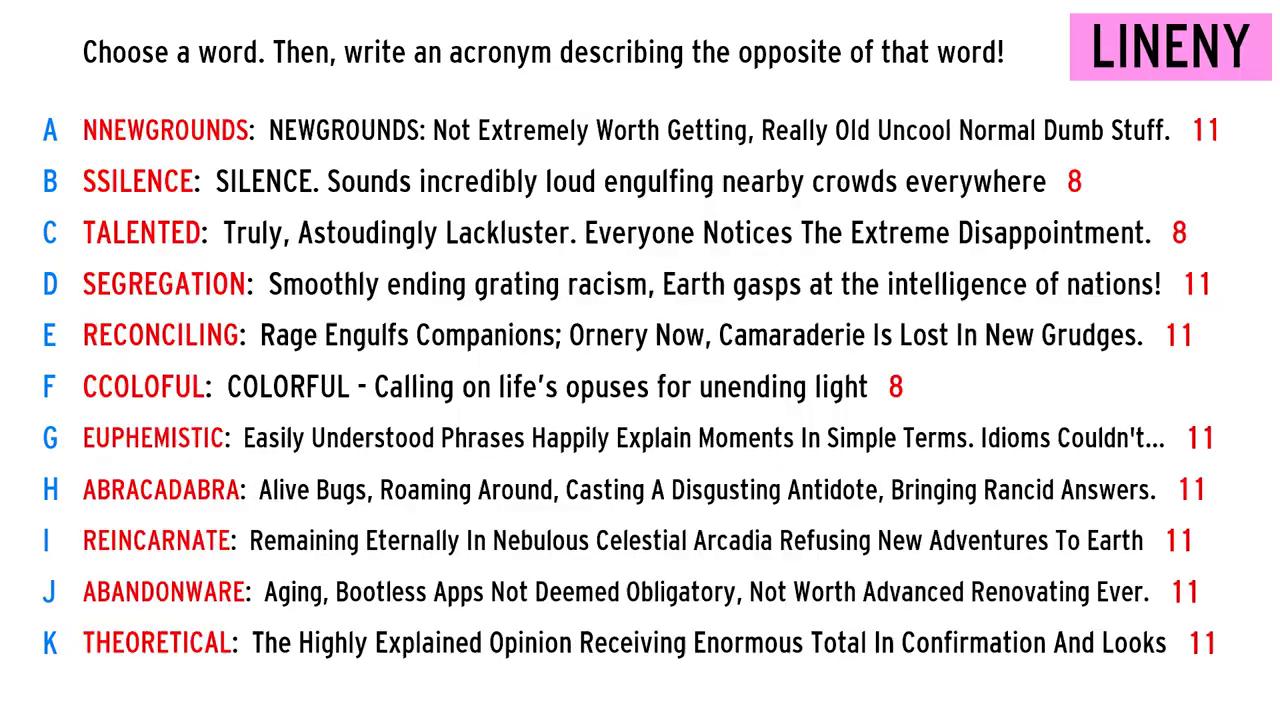 Choose a word. Then, write an acronym describing the opposite of that word!
LINENY
A NNEWGROUNDS: NEWGROUNDS: Not Extremely Worth Getting, Really Old Uncool Normal Dumb Stuff. 11
B SSILENCE: SILENCE. Sounds incredibly loud engulfing nearby crowds everywhere 8
C TALENTED: Truly, Astoudingly Lackluster. Everyone Notices The Extreme Disappointment. 8
D SEGREGATION: Smoothly ending grating racism, Earth gasps at the intelligence of nations! 11
E RECONCILING: Rage Engulfs Companions; Ornery Now, Camaraderie Is Lost In New Grudges. 11
F CCOLOFUL: COLORFUL - Calling on life's opuses for unending light 8
G EUPHEMISTIC: Easily Understood Phrases Happily Explain Moments In Simple Terms. Idioms Couldn't... 11
H ABRACADABRA: Alive Bugs, Roaming Around, Casting A Disgusting Antidote, Bringing Rancid Answers. 11
I REINCARNATE: Remaining Eternally In Nebulous Celestial Arcadia Refusing New Adventures To Earth 11
J ABANDONWARE: Aging, Bootless Apps Not Deemed Obligatory, Not Worth Advanced Renovating Ever. 11
K THEORETICAL: The Highly Explained Opinion Receiving Enormous Total In Confirmation And Looks 11